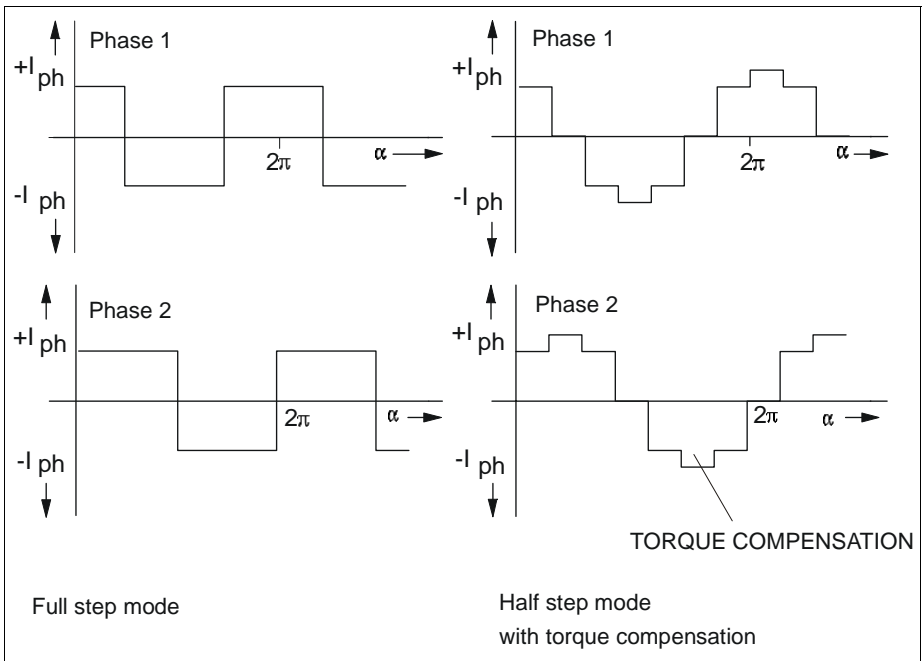 Phase 1
+I ph
-I ph
2π
α
Phase 1
+I ph
-I ph
2π
α
Phase 2
+I ph
-I ph
2π
α
Phase 2
+I ph
-I ph
2π
α
TORQUE COMPENSATION
Full step mode
Half step mode
with torque compensation